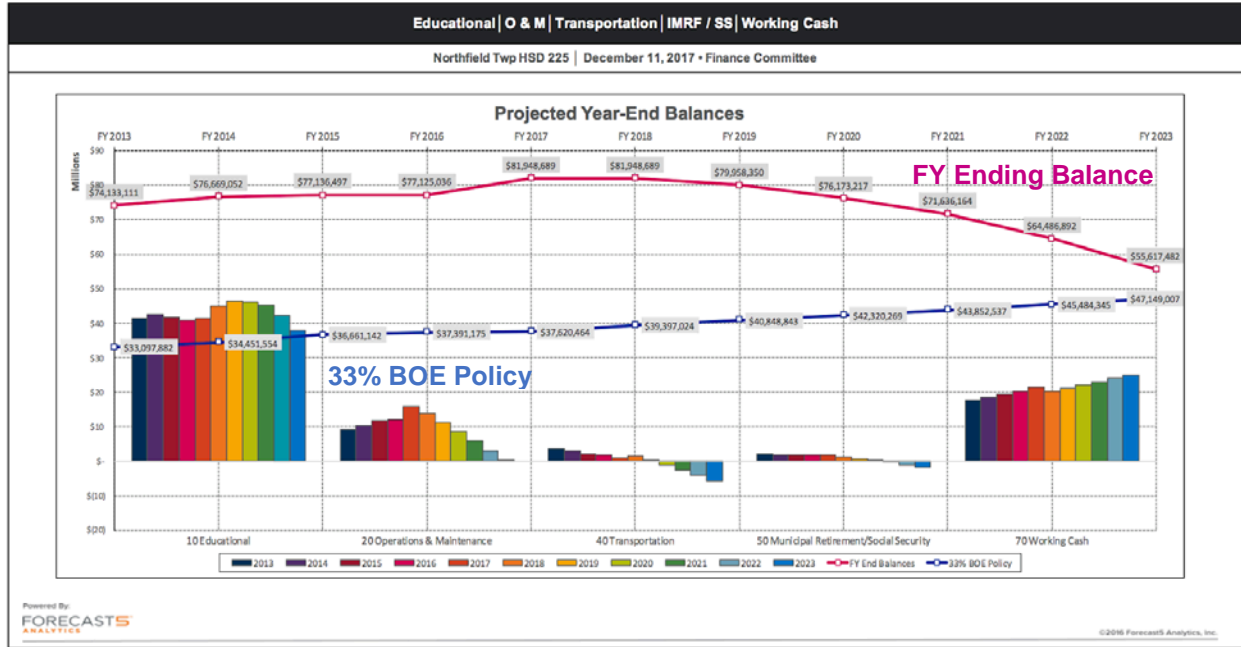 Educational | O & M | Transportation | IMRF / SS | Working Cash
Northfield Twp HSD 225 | December 11, 2017 • Finance Committee
Projected Year-End Balances
FY 2013 FY 2014 FY 2015 FY 2016 FY 2017 FY 2018 FY 2019 FY 2020 FY 2021 FY 2022 FY 2023
Millions
$90
$80
$70
$60
$50
$40
$30
$20
$10
$-
$(10)
$(20)
$74,133,111 $76,669,052 $77,136,497 $77,125,036 $81,948,689 $81,948,689 $79,958,350 $76,173,217 $71,636,164 $64,486,892 $55,617,482
FY Ending Balance
$33,097,882 $34,451,554 $36,661,142 $37,391,175 $37,620,464 $39,397,024 $40,848,843 $42,320,269 $43,852,537 $45,484,345 $47,149,007
33% BOE Policy
10 Educational 20 Operations & Maintenance 40 Transportation 50 Municipal Retirement/Social Security 70 Working Cash
2013 2014 2015 2016 2017 2018 2019 2020 2021 2022 2023 FY End Balances 33% BOE Policy
Powered By:
FORECAST5
ANALYTICS
©2016 Forecast5 Analytics, Inc.